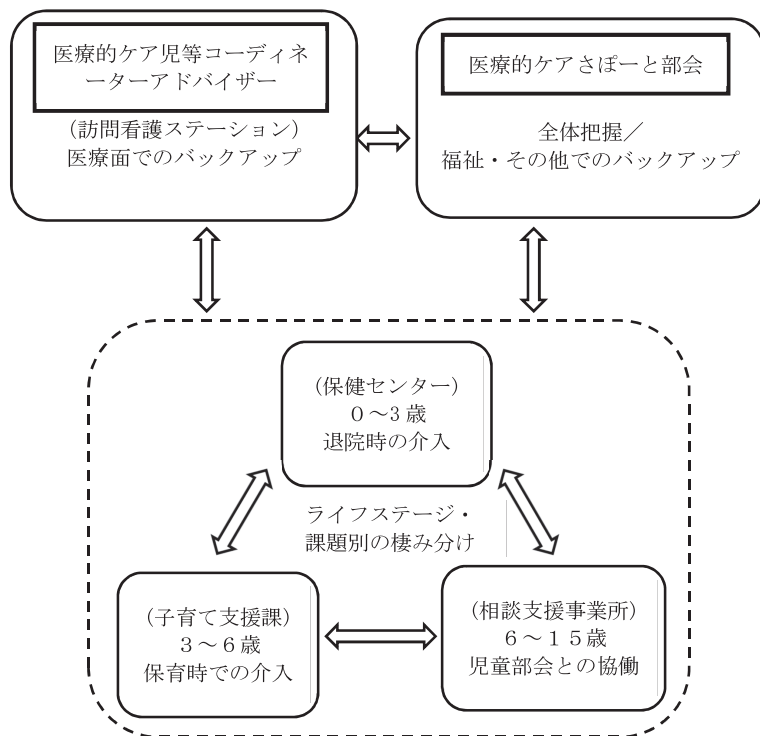 医療的ケア児等コーディネ
ーターアドバイザー
（訪問看護ステーション）
医療面でのバックアップ
医療的ケアさぽーと部会
全体把握／
福祉・その他でのバックアップ
（保健センター）
０～3 歳
退院時の介入
ライフステージ・
課題別の棲み分け
（子育て支援課）
３～６歳
保育時での介入
（相談支援事業所）
６～１５歳
児童部会との協働